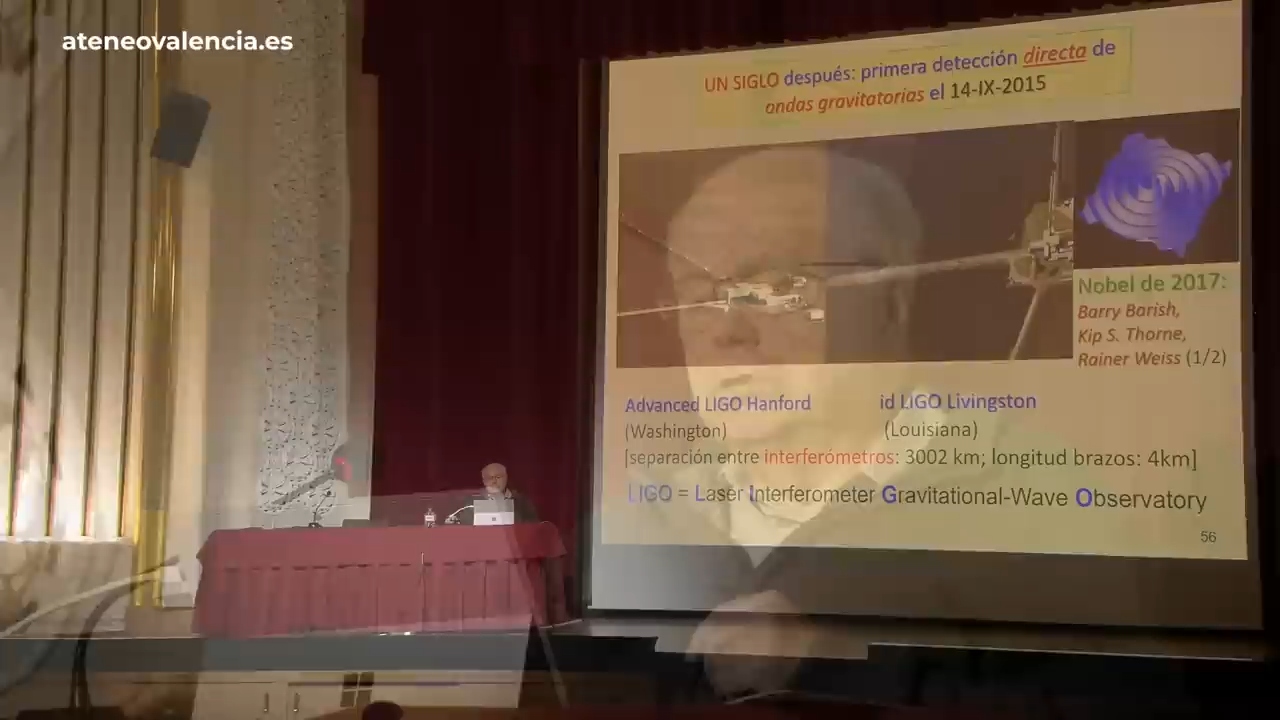 ateneovalencia.es
UN SIGLO después: primera detección directa de
ondas gravitatorias el 14-IX-2015
Nobel de 2017:
Barry Barish,
Kip S. Thorne,
Rainer Weiss (1/2)
Advanced LIGO Hanford
id LIGO Livingston
(Washington)
(Louisiana)
[separación entre interferómetros: 3002 km; longitud brazos: 4km]
LIGO = Laser Interferometer Gravitational-Wave Observatory
56